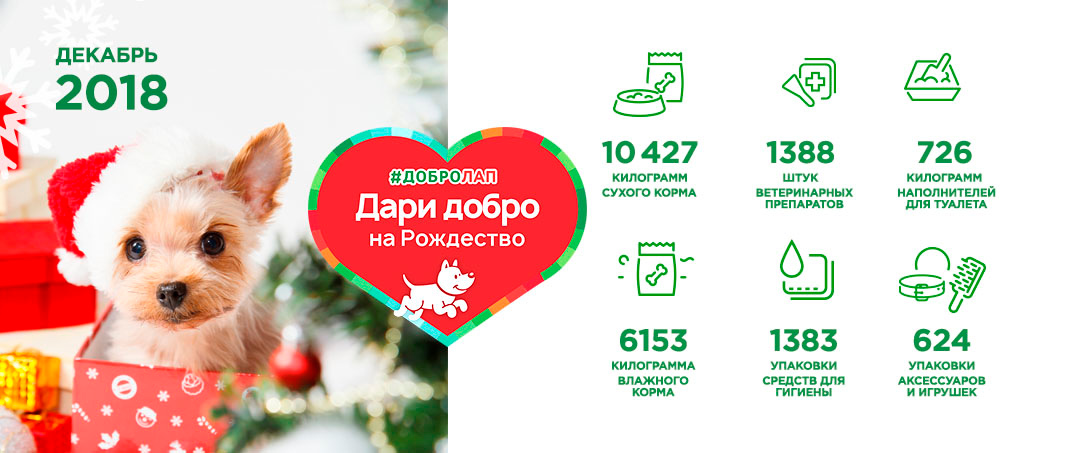 ДЕКАБРЬ
2018
#ДОБРОЛАП
Дари добро
на Рождество
10 427
КИЛОГРАММ
СУХОГО КОРМА
1388
ШТУК
ВЕТЕРИНАРНЫХ
ПРЕПАРАТОВ
726
КИЛОГРАММ
НАПОЛНИТЕЛЕЙ
ДЛЯ ТУАЛЕТА
6153
КИЛОГРАММА
ВЛАЖНОГО
КОРМА
1383
УПАКОВКИ
СРЕДСТВ ДЛЯ
ГИГИЕНЫ
624
УПАКОВКИ
АКСЕССУАРОВ
И ИГРУШЕК